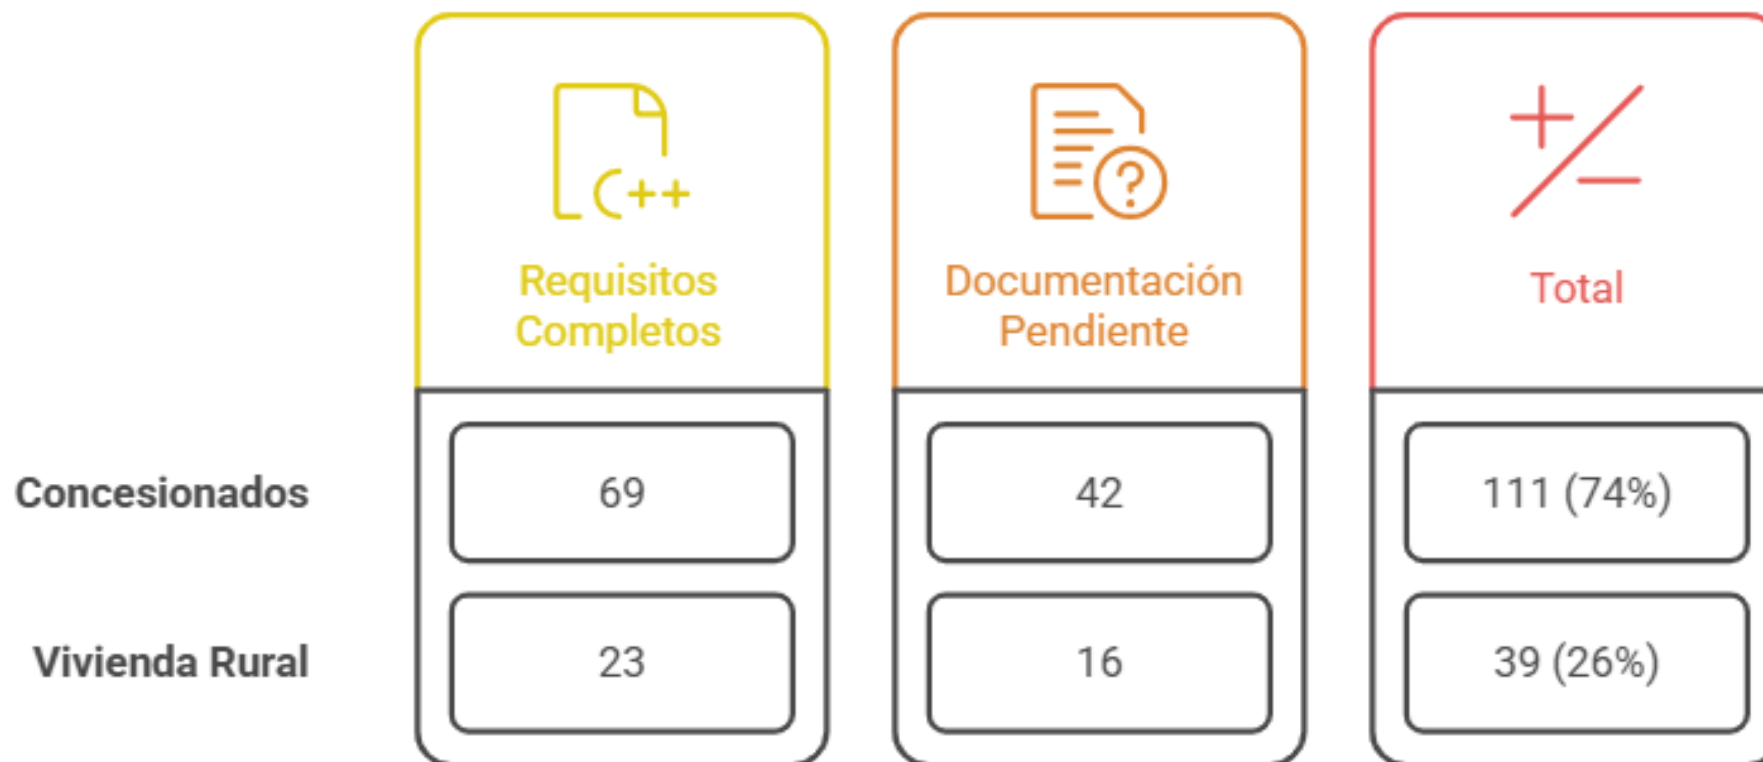 C++
Requisitos
Completos
?
Documentación
Pendiente
Total
Concesionados 69 42 111 (74%)
Vivienda Rural 23 16 39 (26%)